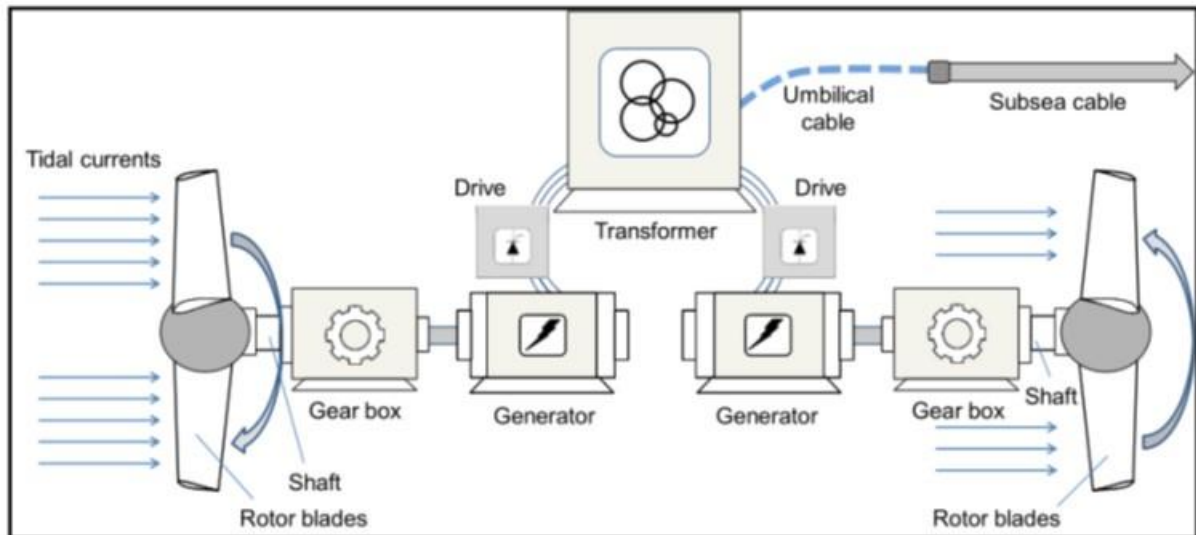 Umbilical
cable
Subsea cable
Tidal currents
Drive
Drive
Transformer
Gear box
Generator
Generator
Gear box
Shaft
Shaft
Rotor blades
Rotor blades